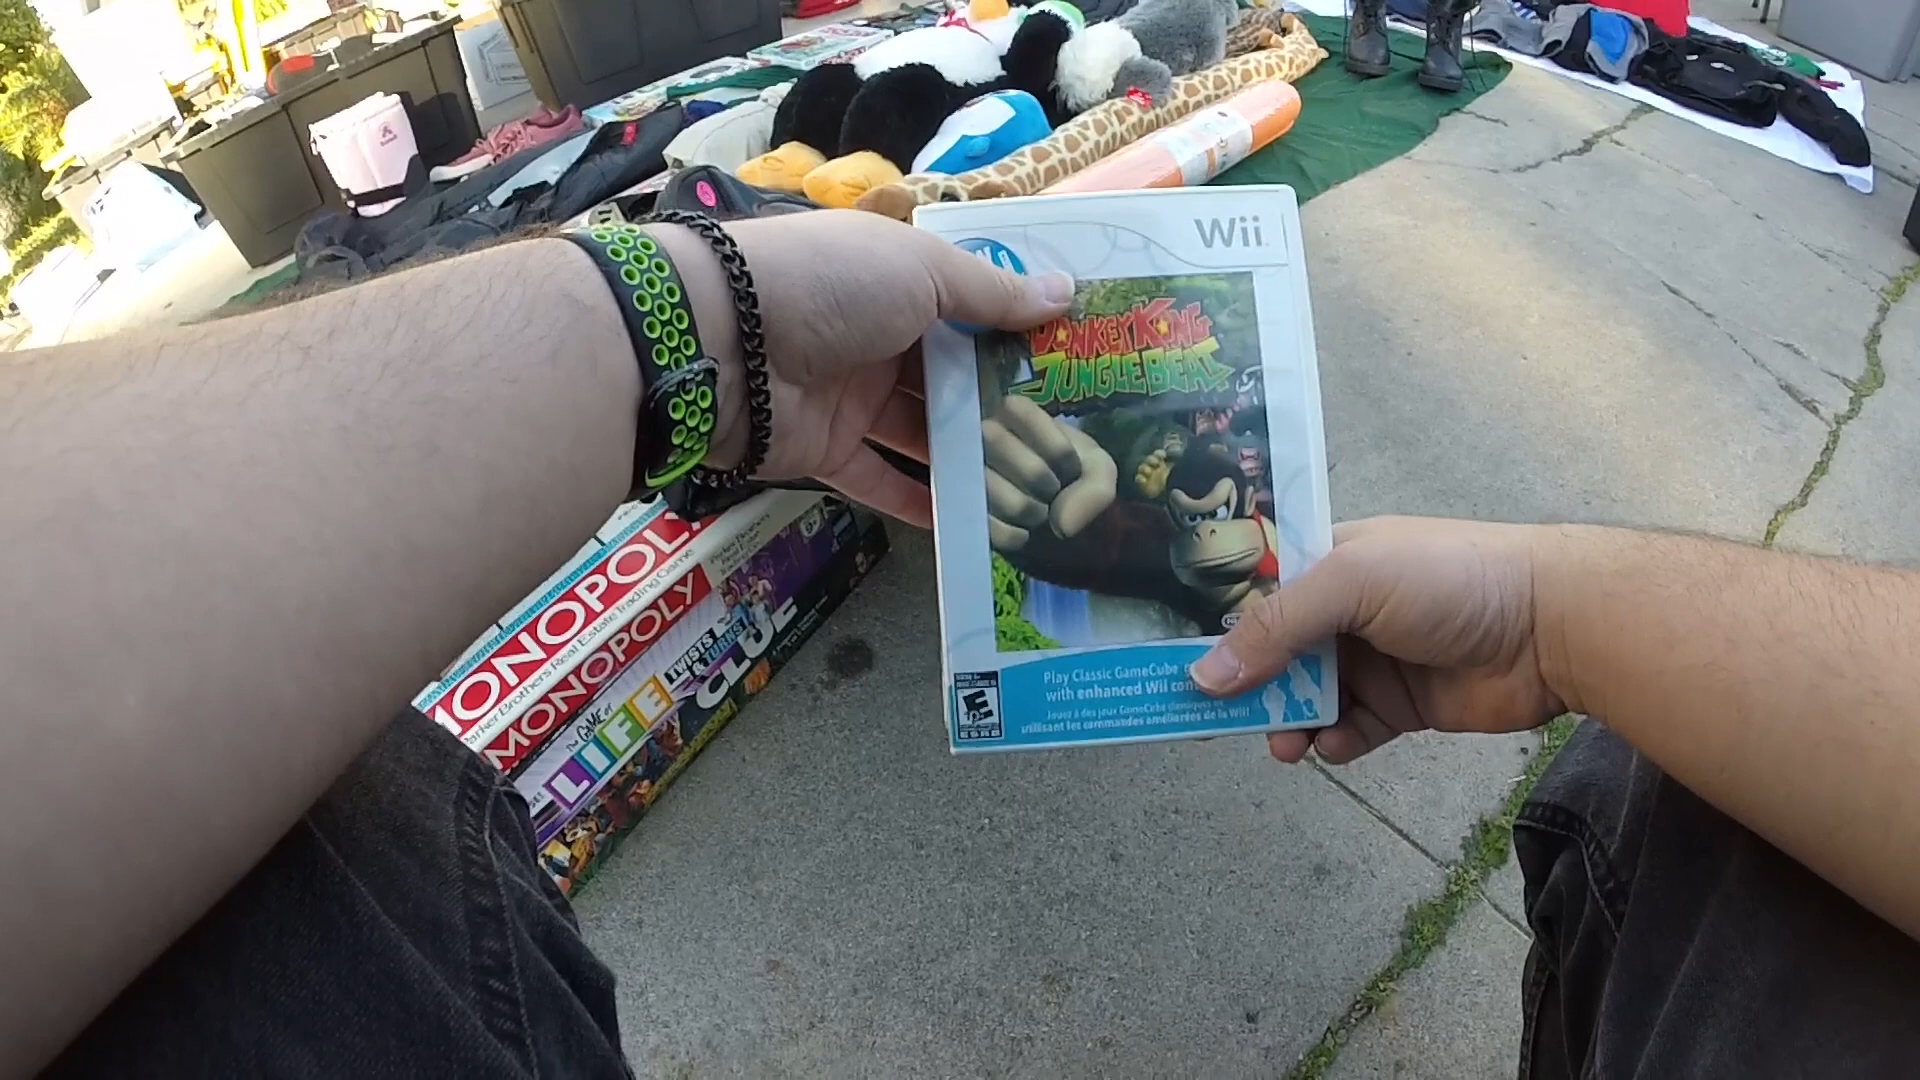 Wii
DONKEY KONG
JUNGLE BEAT
Play Classic GameCube
with enhanced Wii
Jouez à des jeux GameCube classiques
utilisant les commandes améliorées de la Wii!
E
MONOPOLY
Parker Brothers Real Estate Trading Game
MONOPOLY
THE GAME of
LIFE
TWISTS
& TURNS
CLUE